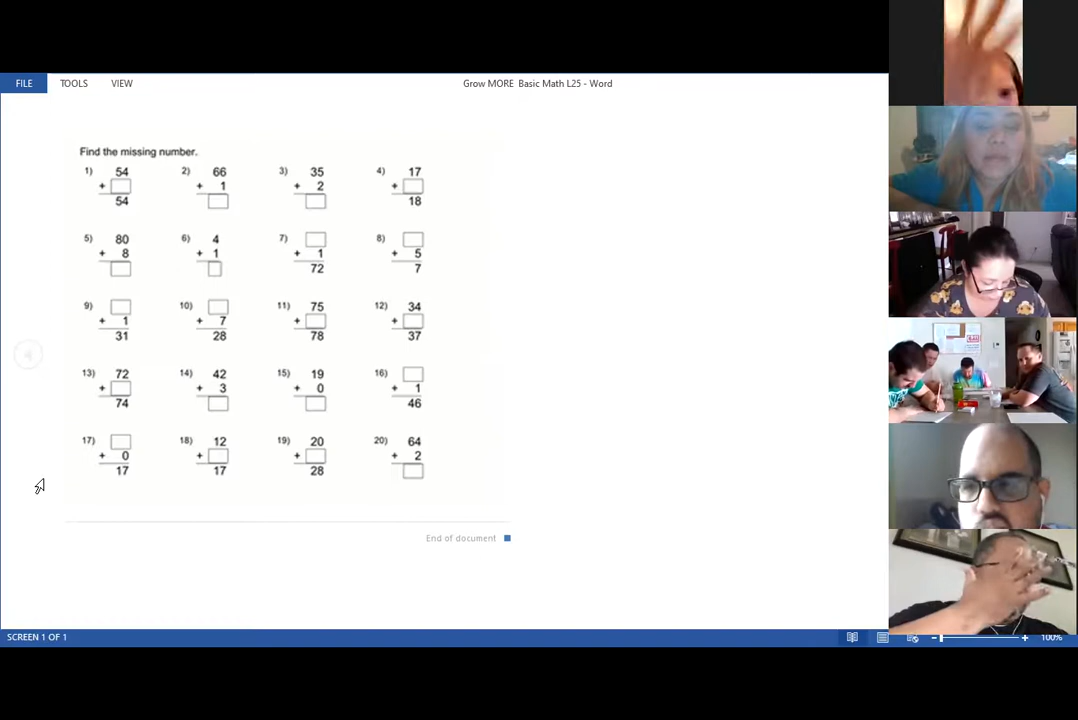 FILE TOOLS VIEW Grow MORE Basic Math L25 - Word
Find the missing number.
1) 54 2) 66 3) 35 4) 17
+ + 1 + 2 +
54 18
5) 80 6) 4 7) 8)
+ 8 + 1 + 1 + 5
72 7
9) 10) 11) 75 12) 34
+ 1 + 7 + +
31 28 78 37
13) 72 14) 42 15) 19 16)
+ + 3 + 0 + 1
74 46
17) 18) 12 19) 20 20) 64
+ 0 + + + 2
17 17 28
End of document
SCREEN 1 OF 1 100%